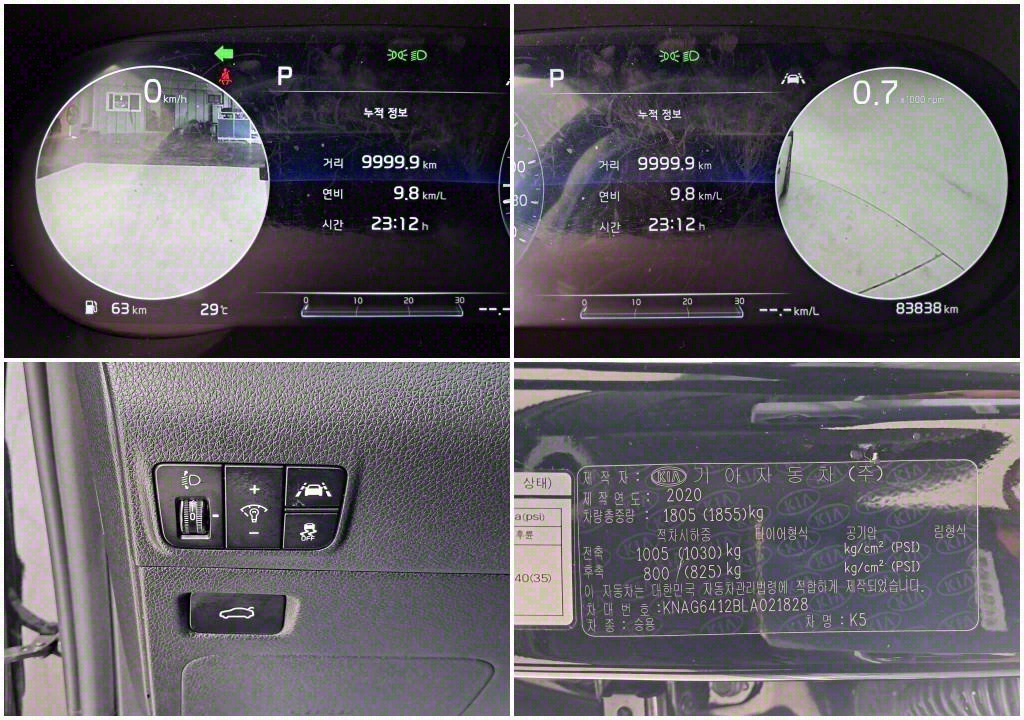 0 km/h
P
누적 정보
거리 9999.9 km
연비 9.8 km/L
시간 23:12 h
63 km
29℃
0 10 20 30
--.-
P
누적 정보
거리 9999.9 km
연비 9.8 km/L
시간 23:12 h
0.7 x1000 rpm
0 10 20 30
--.- km/L
83838 km
0
OFF
상태)
a(psi)
후륜
40(35)
제 작 자 : KIA 기 아 자 동 차 (주)
제 작 연 도 : 2020
차량총중량 : 1805 (1855)kg
적차시하중 타이어형식 공기압 림형식
전축 1005 (1030) kg kg/cm² (PSI)
후축 800 (825) kg kg/cm² (PSI)
이 자동차는 대한민국 자동차관리법령에 적합하게 제작되었습니다.
차 대 번 호 :KNAG6412BLA021828
차 종 : 승용 차 명 : K5